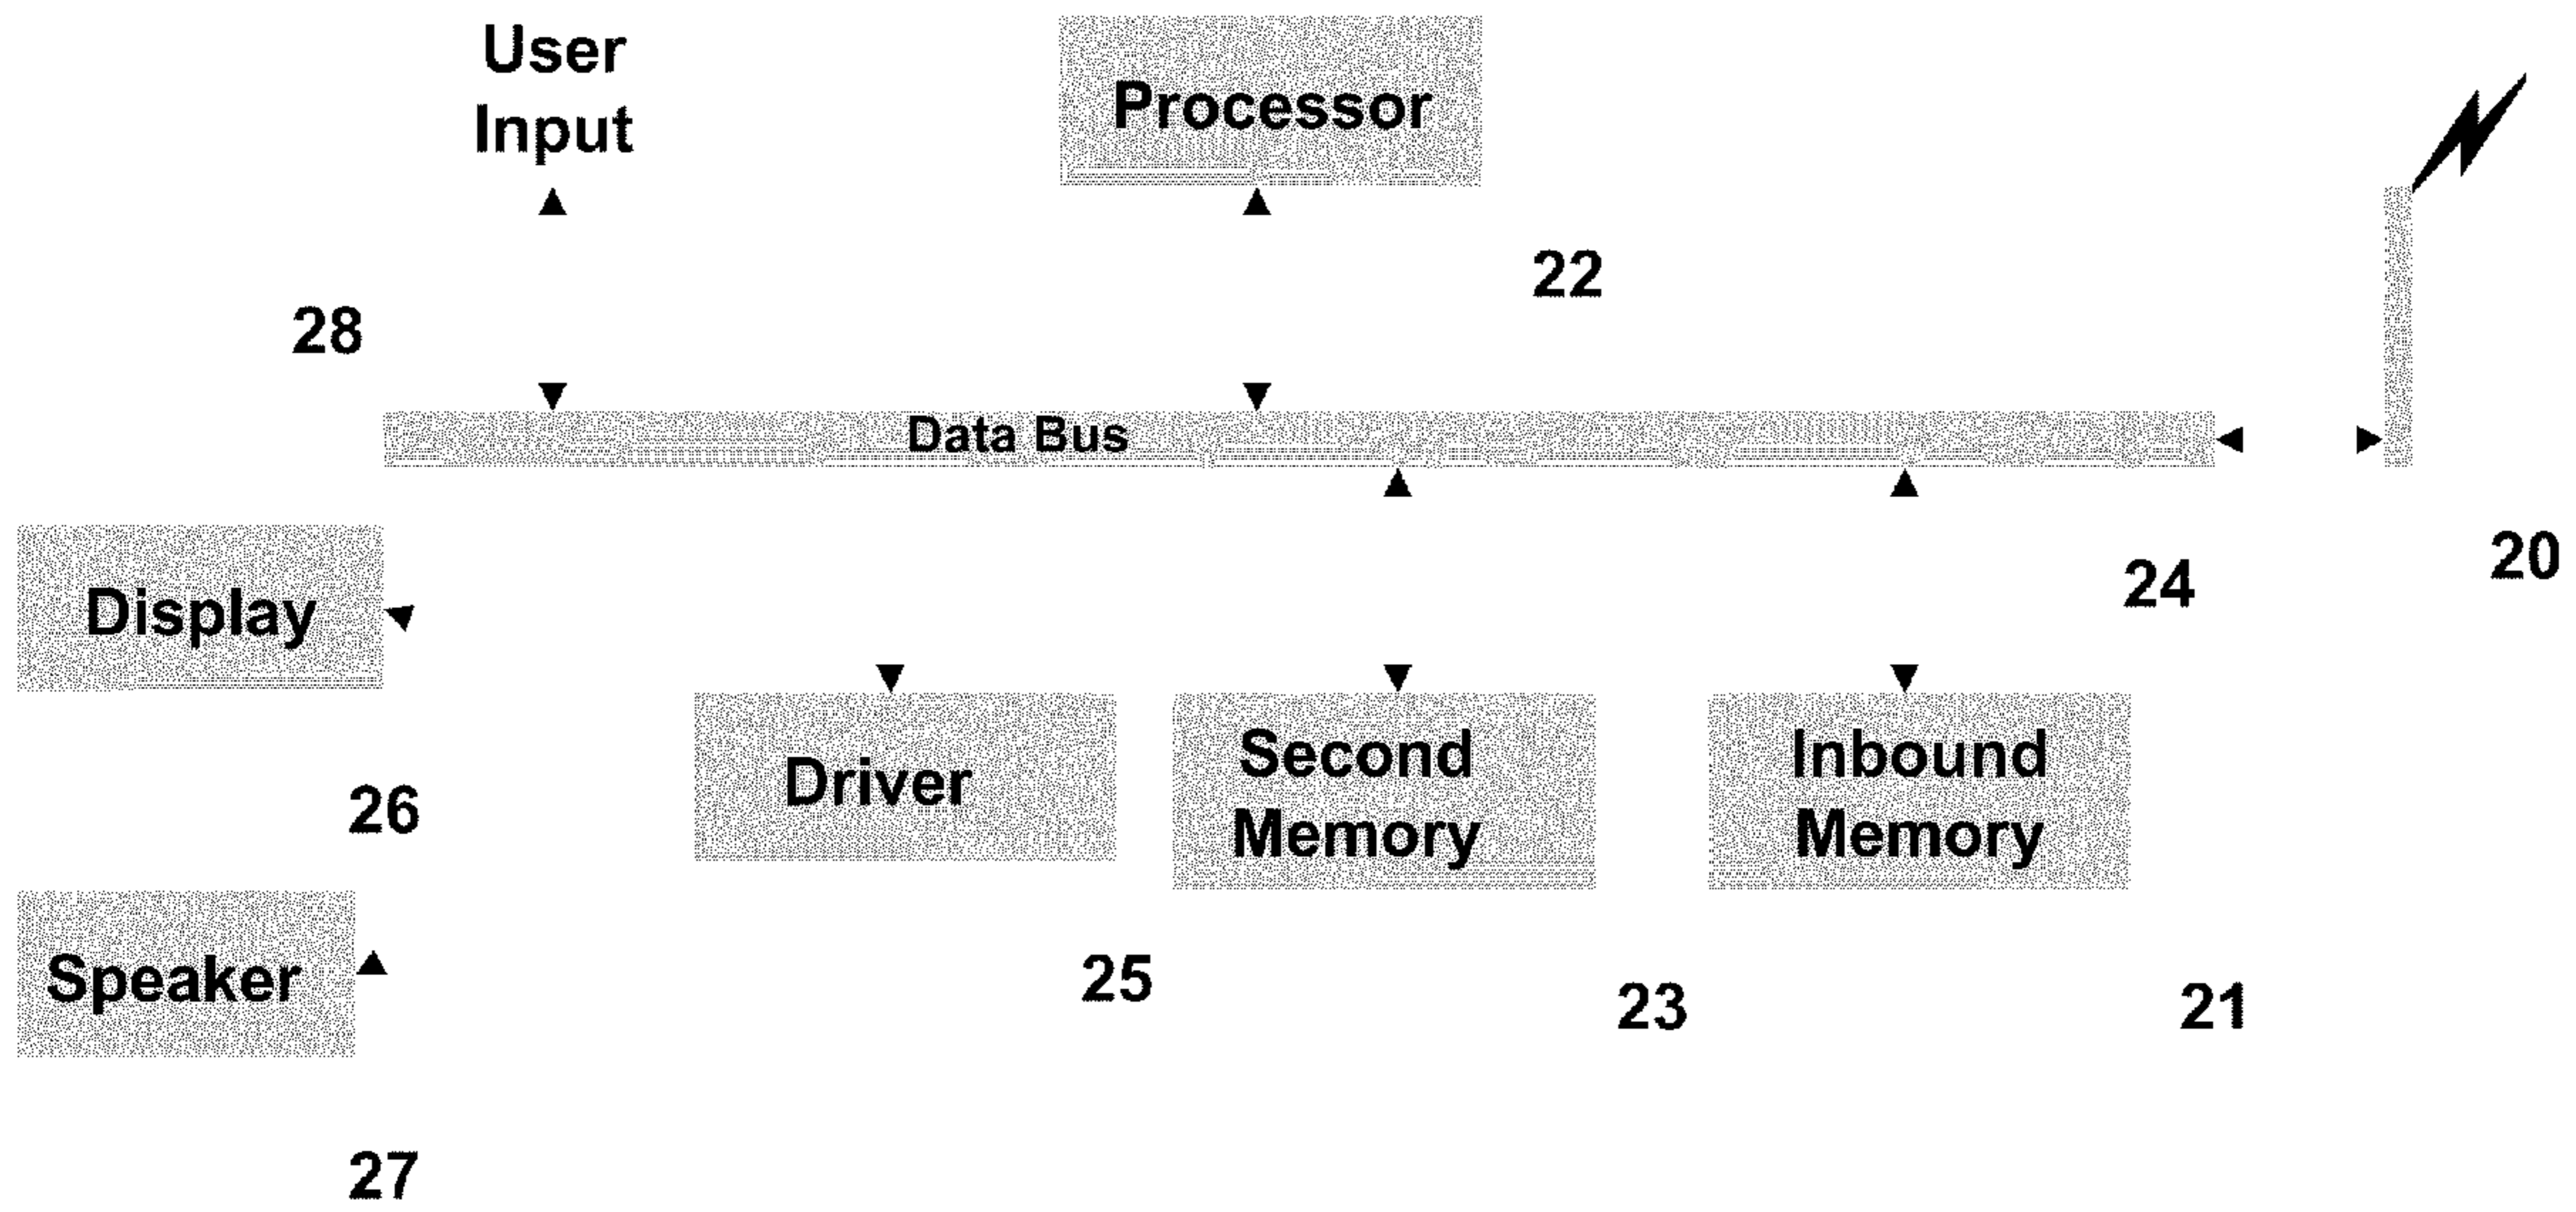 User
Input
Processor
22
28
Data Bus
20
24
Display
Driver
Second
Memory
Inbound
Memory
26
Speaker
25
23
21
27